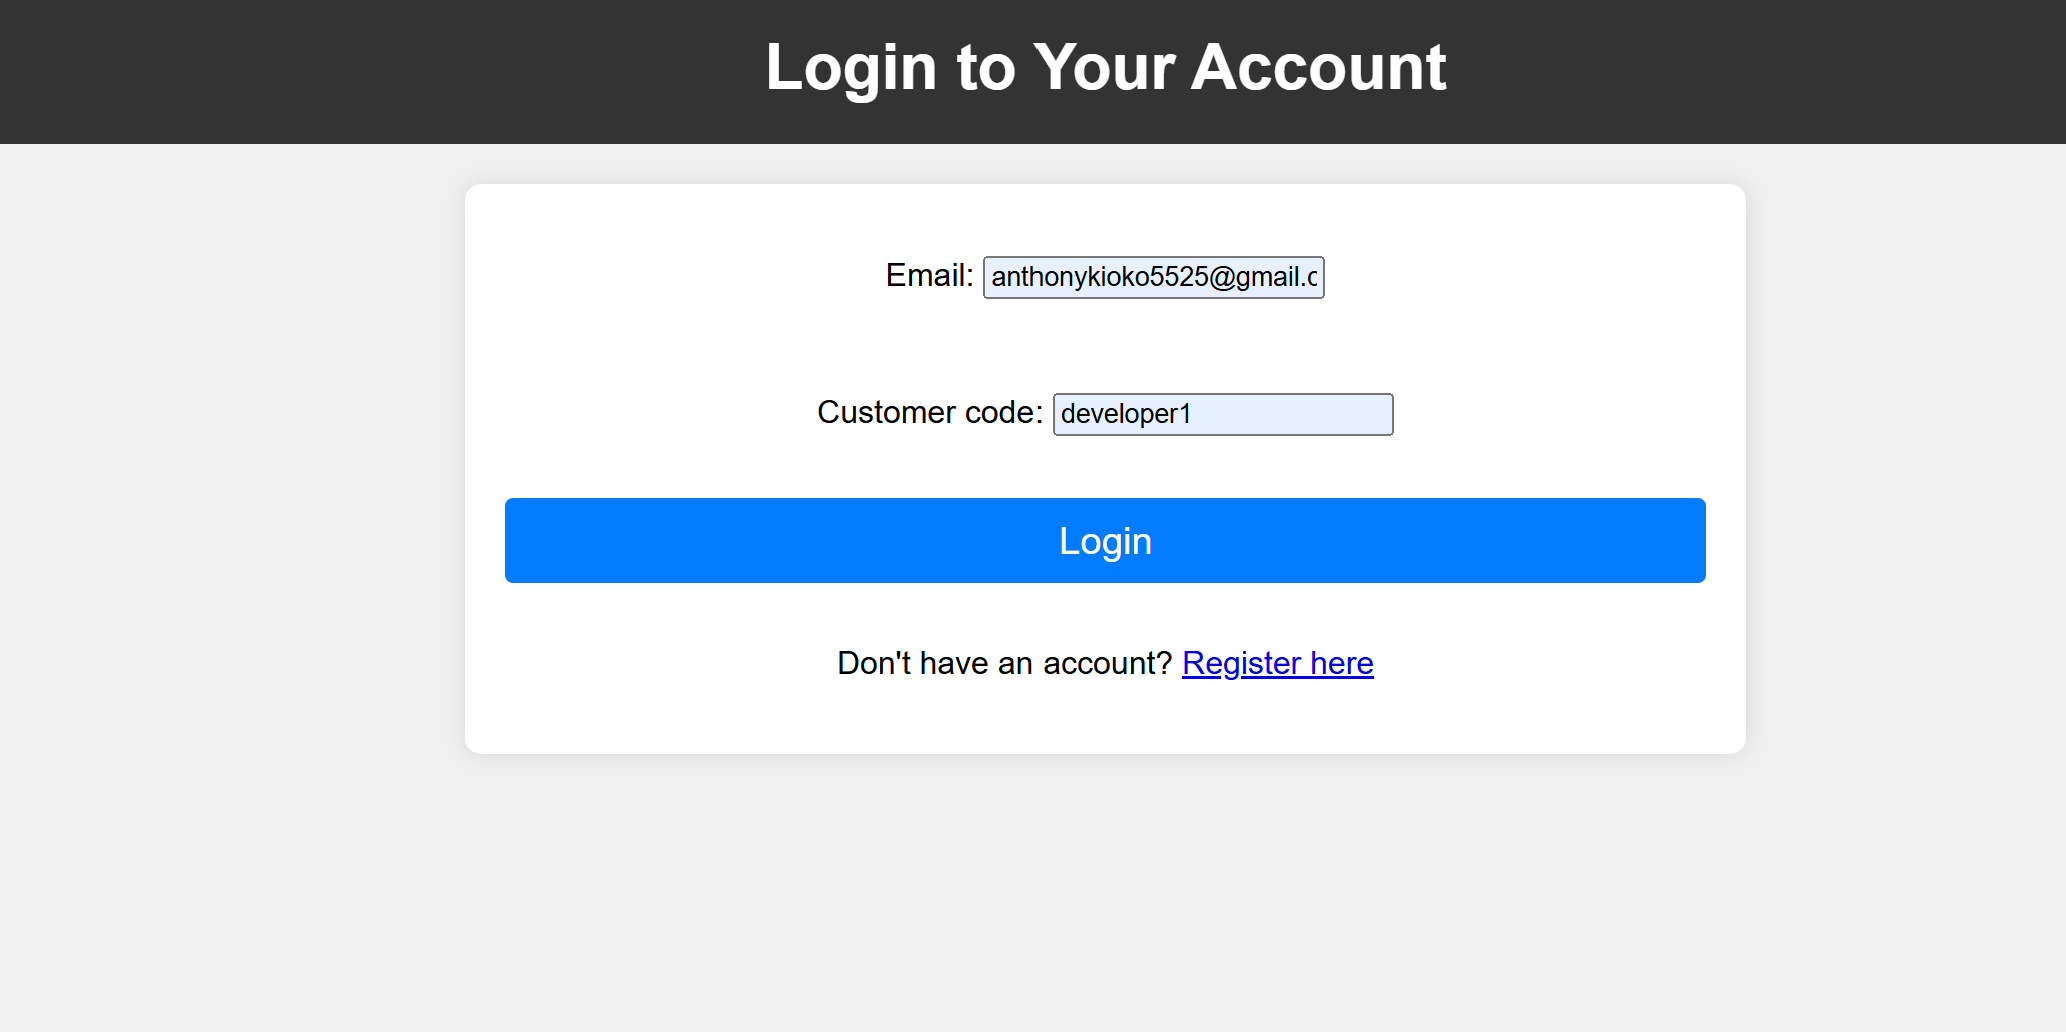 Login to Your Account
Email: anthonykioko5525@gmail.c
Customer code: developer1
Login
Don't have an account? Register here